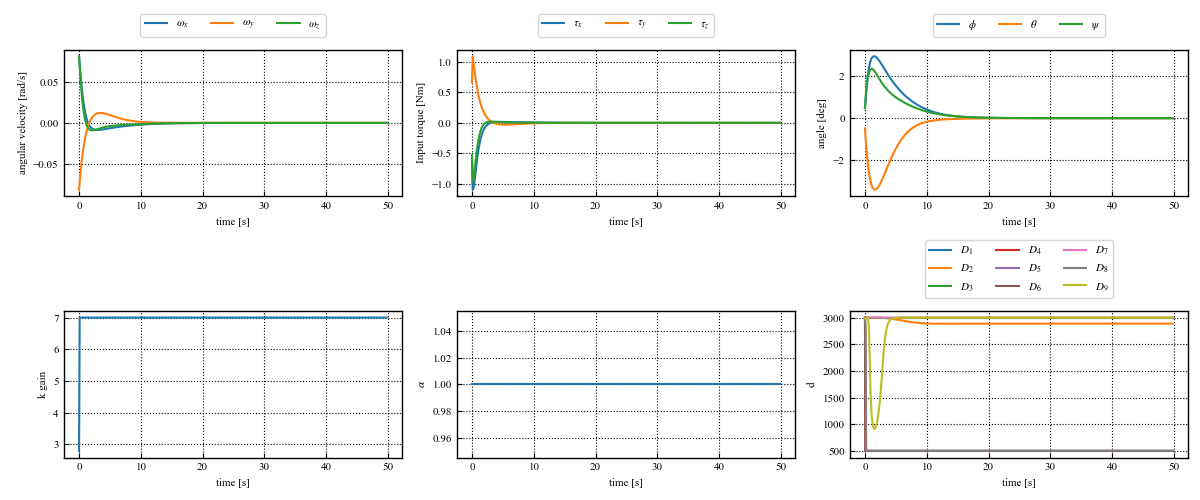 ωx ωy ωz
angular velocity [rad/s]
0.05
0.00
−0.05
0 10 20 30 40 50
time [s]
τx τy τz
Input torque [Nm]
1.0
0.5
0.0
−0.5
−1.0
0 10 20 30 40 50
time [s]
ϕ θ ψ
angle [deg]
2
0
−2
0 10 20 30 40 50
time [s]
k gain
7
6
5
4
3
0 10 20 30 40 50
time [s]
α
1.04
1.02
1.00
0.98
0.96
0 10 20 30 40 50
time [s]
D1 D4 D7
D2 D5 D8
D3 D6 D9
d
3000
2500
2000
1500
1000
500
0 10 20 30 40 50
time [s]